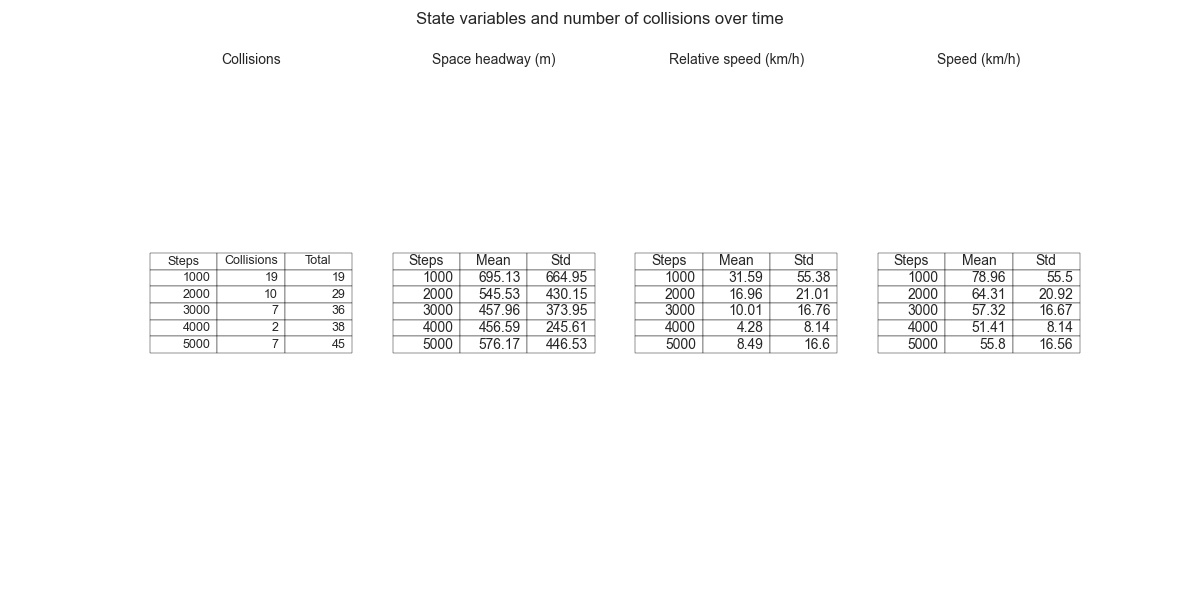 State variables and number of collisions over time
Collisions Space headway (m) Relative speed (km/h) Speed (km/h)
Steps Collisions Total Steps Mean Std Steps Mean Std Steps Mean Std
1000 19 19 1000 695.13 664.95 1000 31.59 55.38 1000 78.96 55.5
2000 10 29 2000 545.53 430.15 2000 16.96 21.01 2000 64.31 20.92
3000 7 36 3000 457.96 373.95 3000 10.01 16.76 3000 57.32 16.67
4000 2 38 4000 456.59 245.61 4000 4.28 8.14 4000 51.41 8.14
5000 7 45 5000 576.17 446.53 5000 8.49 16.6 5000 55.8 16.56